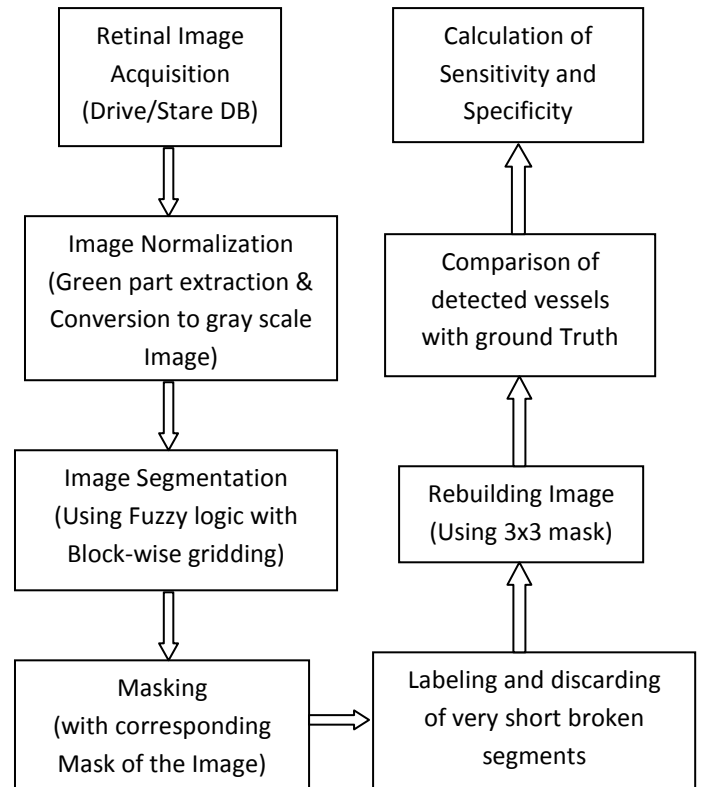 Retinal Image
Acquisition
(Drive/Stare DB)
Image Normalization
(Green part extraction &
Conversion to gray scale
Image)
Image Segmentation
(Using Fuzzy logic with
Block-wise gridding)
Masking
(with corresponding
Mask of the Image)
Labeling and discarding
of very short broken
segments
Rebuilding Image
(Using 3x3 mask)
Comparison of
detected vessels
with ground Truth
Calculation of
Sensitivity and
Specificity